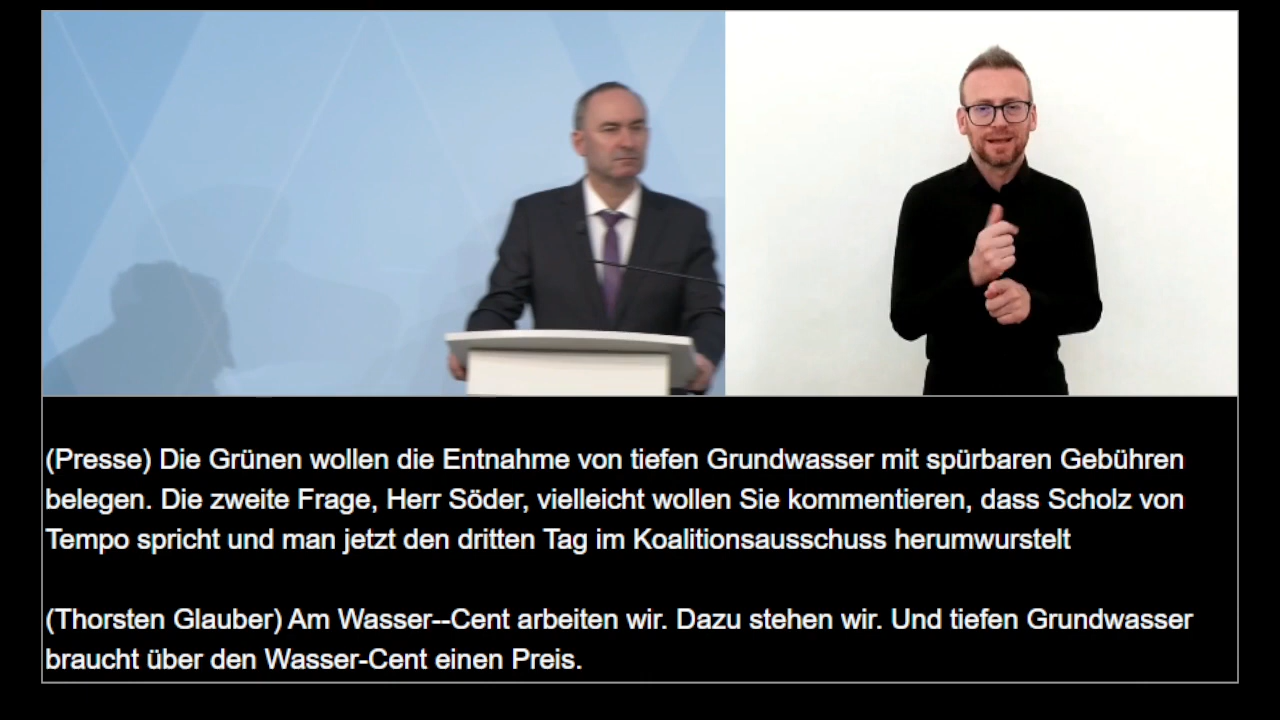 (Presse) Die Grünen wollen die Entnahme von tiefen Grundwasser mit spürbaren Gebühren
belegen. Die zweite Frage, Herr Söder, vielleicht wollen Sie kommentieren, dass Scholz von
Tempo spricht und man jetzt den dritten Tag im Koalitionsausschuss herumwurstelt
(Thorsten Glauber) Am Wasser--Cent arbeiten wir. Dazu stehen wir. Und tiefen Grundwasser
braucht über den Wasser-Cent einen Preis.